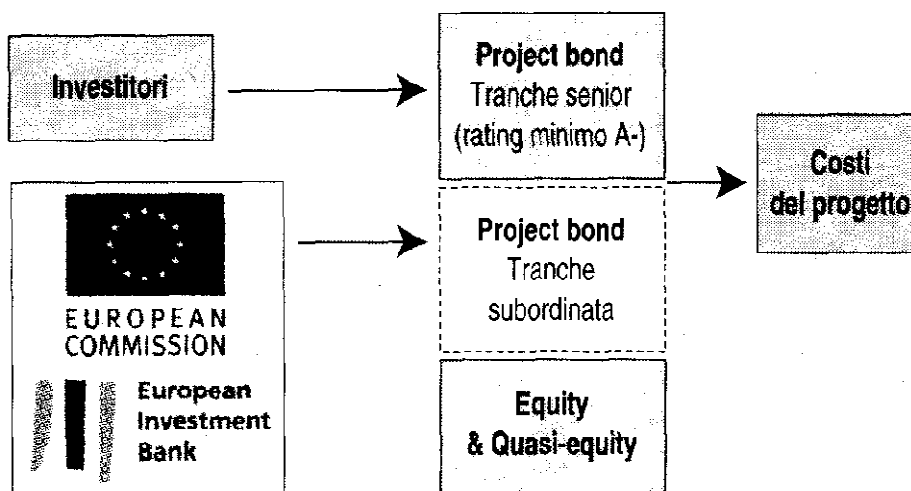 Investitori
Project bond
Tranche senior
(rating minimo A-)
Costi
del progetto
EUROPEAN
COMMISSION
European
Investment
Bank
Project bond
Tranche
subordinata
Equity
& Quasi-equity